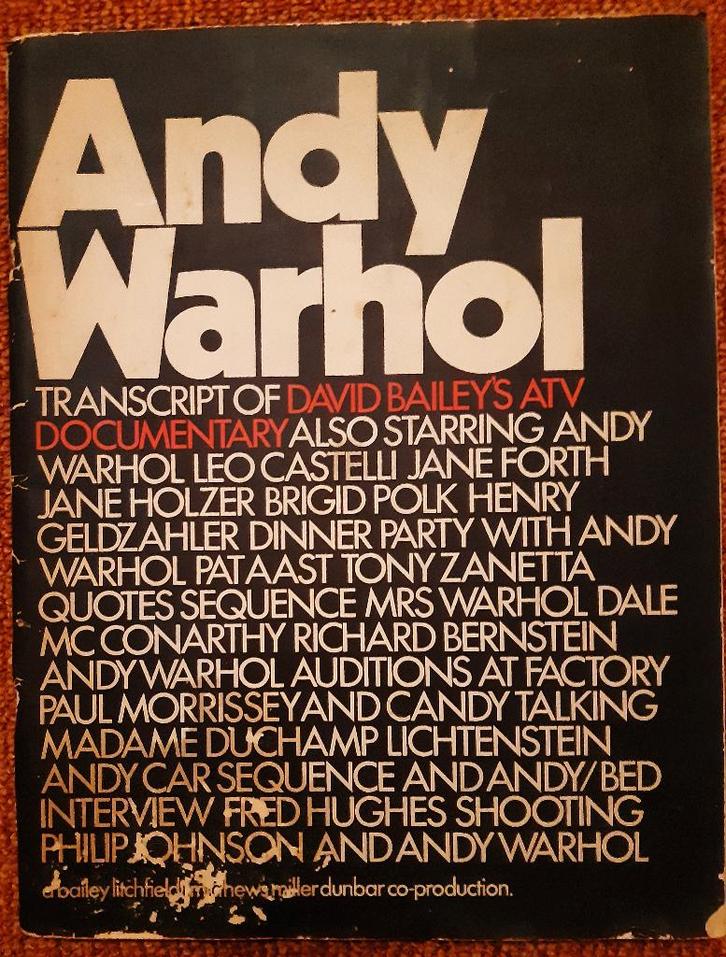 Andy
Warhol
TRANSCRIPT OF DAVID BAILEY'S ATV
DOCUMENTARY ALSO STARRING ANDY
WARHOL LEO CASTELLI JANE FORTH
JANE HOLZER BRIGID POLK HENRY
GELDZAHLER DINNER PARTY WITH ANDY
WARHOL PAT AAST TONY ZANETTA
QUOTES SEQUENCE MRS WARHOL DALE
MC CONARTHY RICHARD BERNSTEIN
ANDY WARHOL AUDITIONS AT FACTORY
PAUL MORRISSEY AND CANDY TALKING
MADAME DUCHAMP LICHTENSTEIN
ANDY CAR SEQUENCE AND ANDY/BED
INTERVIEW FRED HUGHES SHOOTING
PHILIP JOHNSON AND ANDY WARHOL
a bailey litchfield miller dunbar co-production.